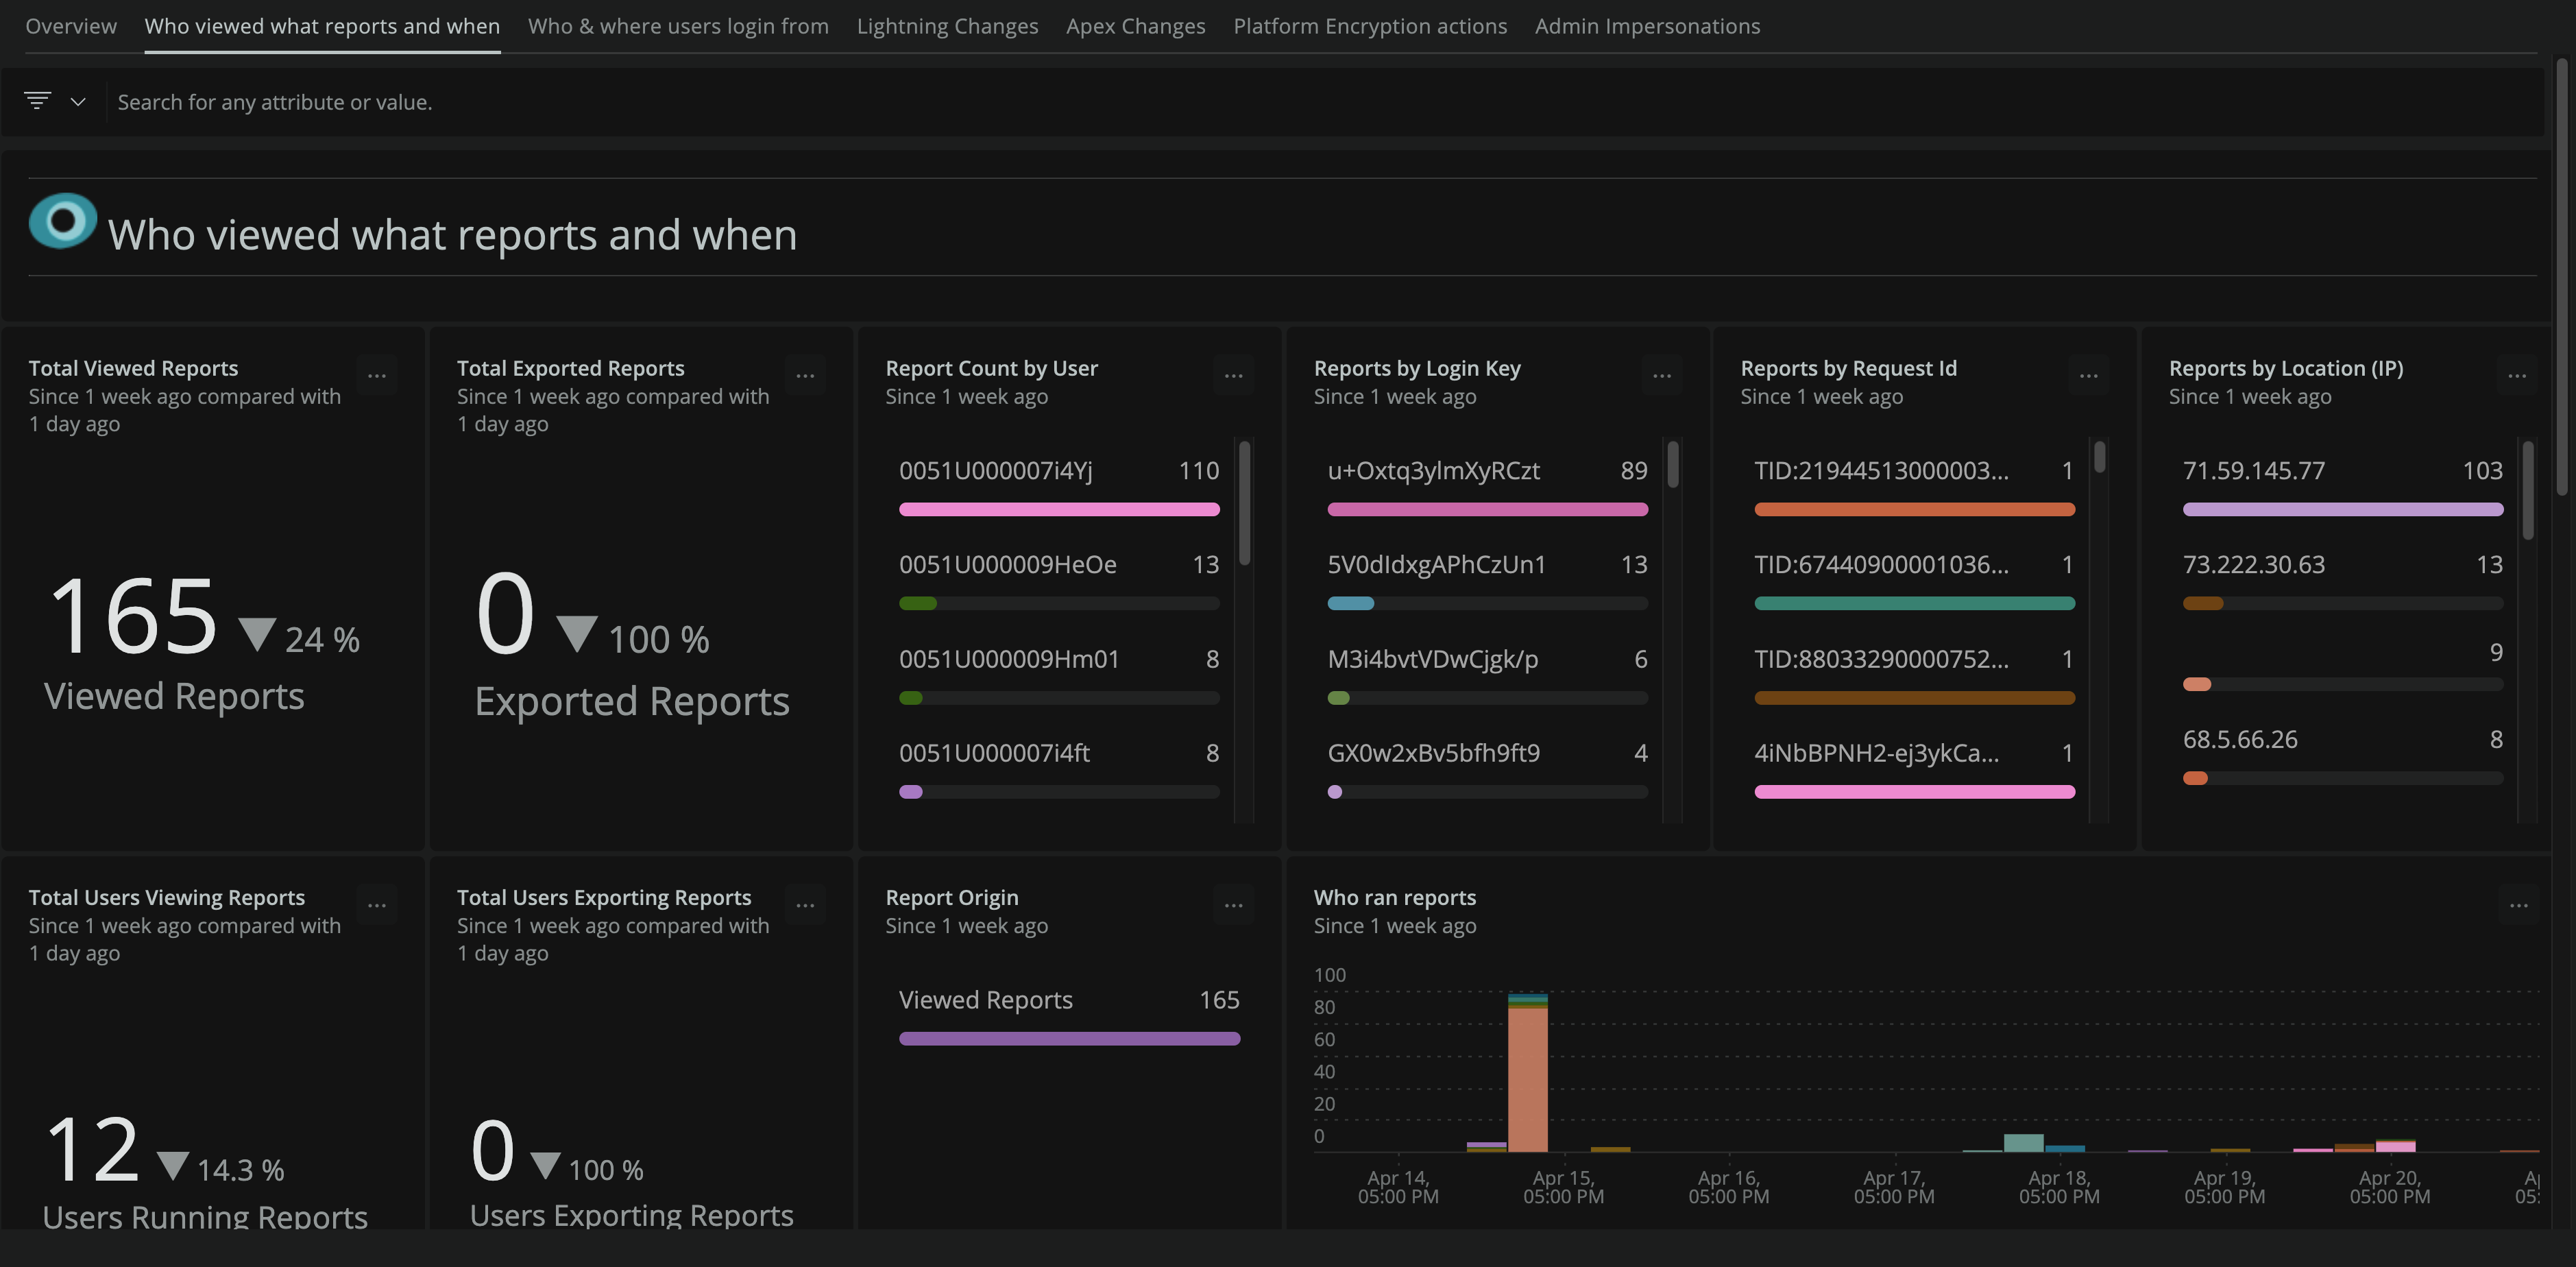 Overview Who viewed what reports and when Who & where users login from Lightning Changes Apex Changes Platform Encryption actions Admin Impersonations
Search for any attribute or value.
Who viewed what reports and when
Total Viewed Reports
Since 1 week ago compared with
1 day ago
165 24 %
Viewed Reports
Total Exported Reports
Since 1 week ago compared with
1 day ago
0 100 %
Exported Reports
Report Count by User
Since 1 week ago
0051U000007i4Yj 110
0051U000009HeOe 13
0051U000009Hm01 8
0051U000007i4ft 8
Reports by Login Key
Since 1 week ago
u+Oxtq3ylmXyRCzt 89
5V0dIdxgAPhCzUn1 13
M3i4bvtVDwCjgk/p 6
GX0w2xBv5bfh9ft9 4
Reports by Request Id
Since 1 week ago
TID:21944513000003... 1
TID:67440900001036... 1
TID:88033290000752... 1
4iNbBPNH2-ej3ykCa... 1
Reports by Location (IP)
Since 1 week ago
71.59.145.77 103
73.222.30.63 13
9
68.5.66.26 8
Total Users Viewing Reports
Since 1 week ago compared with
1 day ago
12 14.3 %
Users Running Reports
Total Users Exporting Reports
Since 1 week ago compared with
1 day ago
0 100 %
Users Exporting Reports
Report Origin
Since 1 week ago
Viewed Reports 165
Who ran reports
Since 1 week ago
100
80
60
40
20
0
Apr 14, Apr 15, Apr 16, Apr 17, Apr 18, Apr 19, Apr 20,
05:00 PM 05:00 PM 05:00 PM 05:00 PM 05:00 PM 05:00 PM 05:00 PM 05: